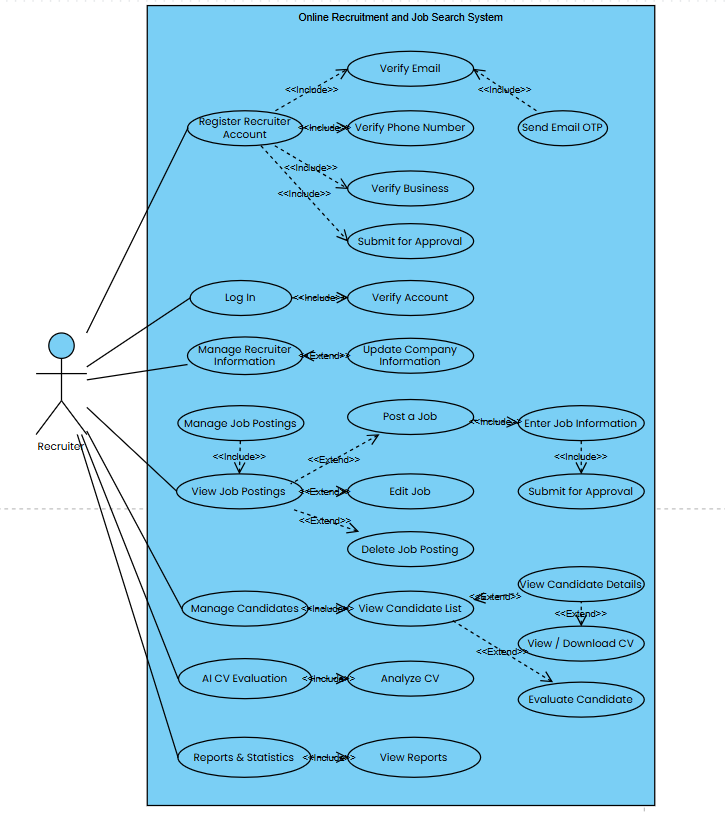 Online Recruitment and Job Search System
Verify Email
<<Include>>
<<Include>>
Register Recruiter
Account
<<Include>>
Verify Phone Number
Send Email OTP
<<Include>>
Verify Business
<<Include>>
Submit for Approval
Log In
<<Include>>
Verify Account
Manage Recruiter
Information
<<Extend>>
Update Company
Information
Recruiter
Manage Job Postings
Post a Job
<<Include>>
Enter Job Information
<<Include>>
<<Extend>>
<<Include>>
View Job Postings
<<Extend>>
Edit Job
Submit for Approval
<<Extend>>
Delete Job Posting
View Candidate Details
<<Extend>>
Manage Candidates
<<Include>>
View Candidate List
<<Extend>>
View / Download CV
<<Extend>>
AI CV Evaluation
<<Include>>
Analyze CV
Evaluate Candidate
Reports & Statistics
<<Include>>
View Reports